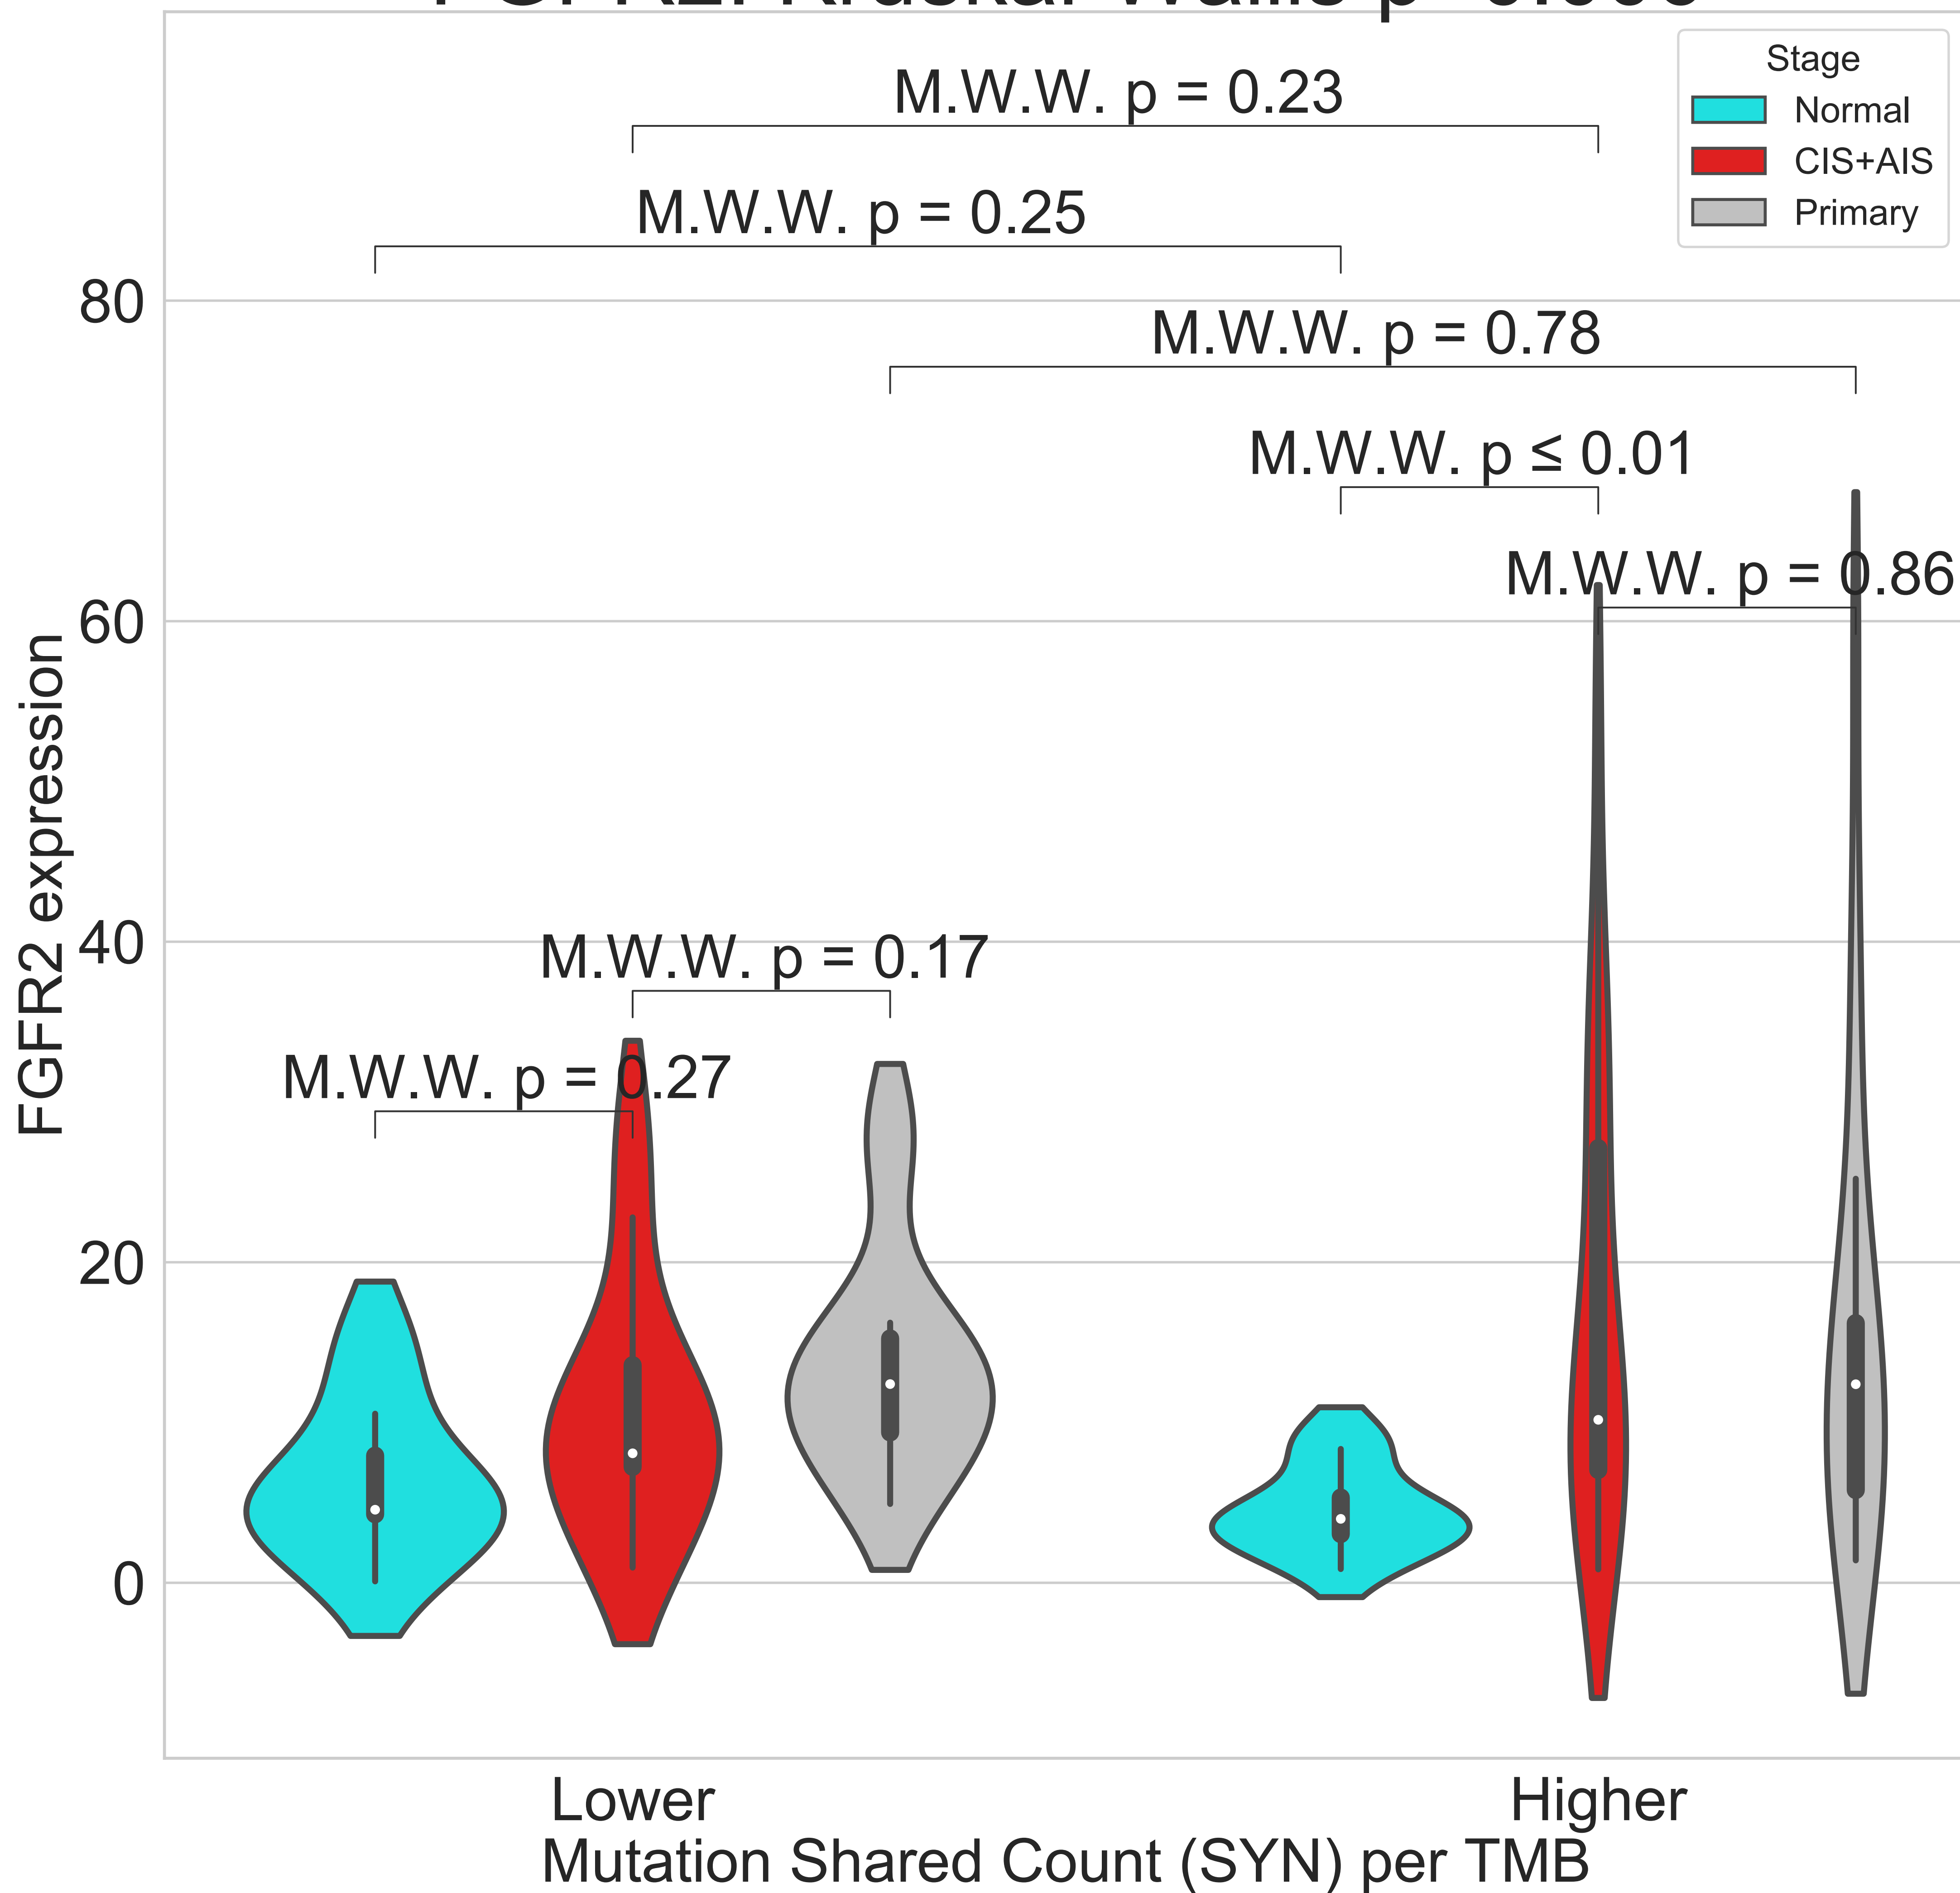 Stage
Normal
CIS+AIS
Primary
M.W.W. p = 0.23
M.W.W. p = 0.25
M.W.W. p = 0.78
M.W.W. p ≤ 0.01
M.W.W. p = 0.86
M.W.W. p = 0.17
M.W.W. p = 0.27
80
60
40
20
0
FGFR2 expression
Lower
Higher
Mutation Shared Count (SYN) per TMB